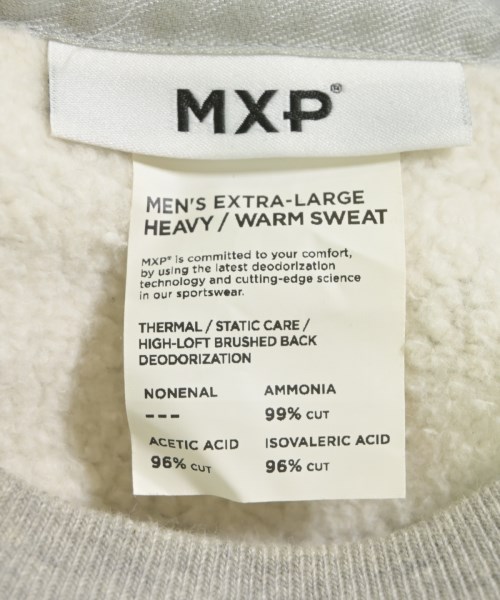 MXP®
MEN'S EXTRA-LARGE
HEAVY / WARM SWEAT
MXP® is committed to your comfort,
by using the latest deodorization
technology and cutting-edge science
in our sportswear.
THERMAL / STATIC CARE /
HIGH-LOFT BRUSHED BACK
DEODORIZATION
NONENAL AMMONIA
--- 99% CUT
ACETIC ACID ISOVALERIC ACID
96% CUT 96% CUT